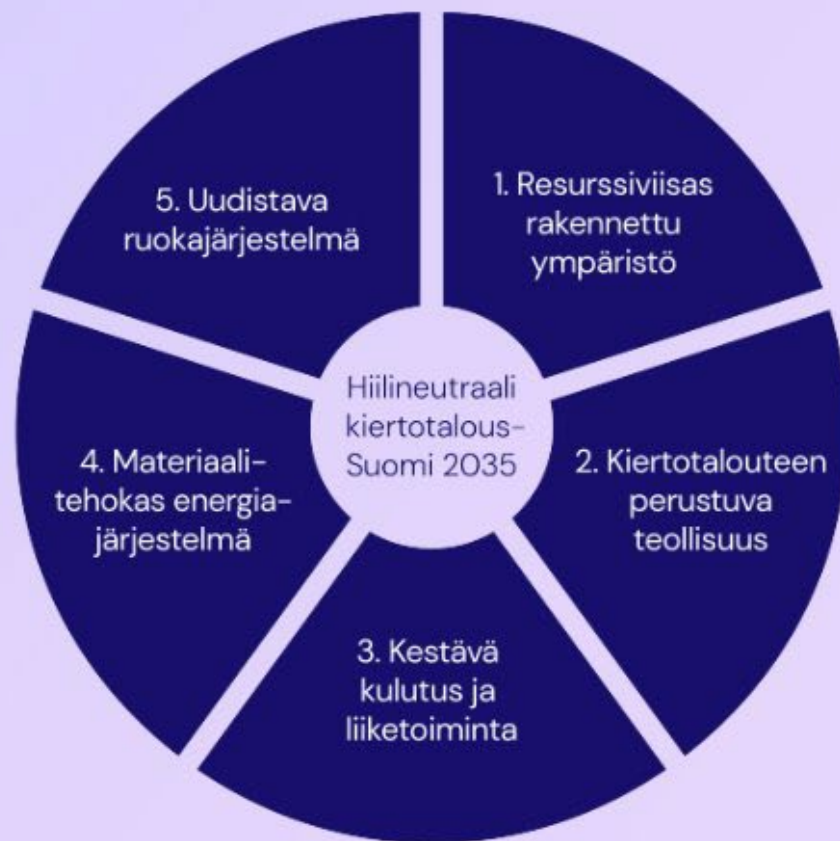 1. Resurssiviisas
rakennettu
ympäristö
2. Kiertotalouteen
perustuva
teollisuus
3. Kestävä
kulutus ja
liiketoiminta
4. Materiaali-
tehokas energia-
järjestelmä
5. Uudistava
ruokajärjestelmä
Hiilineutraali
kiertotalous-
Suomi 2035